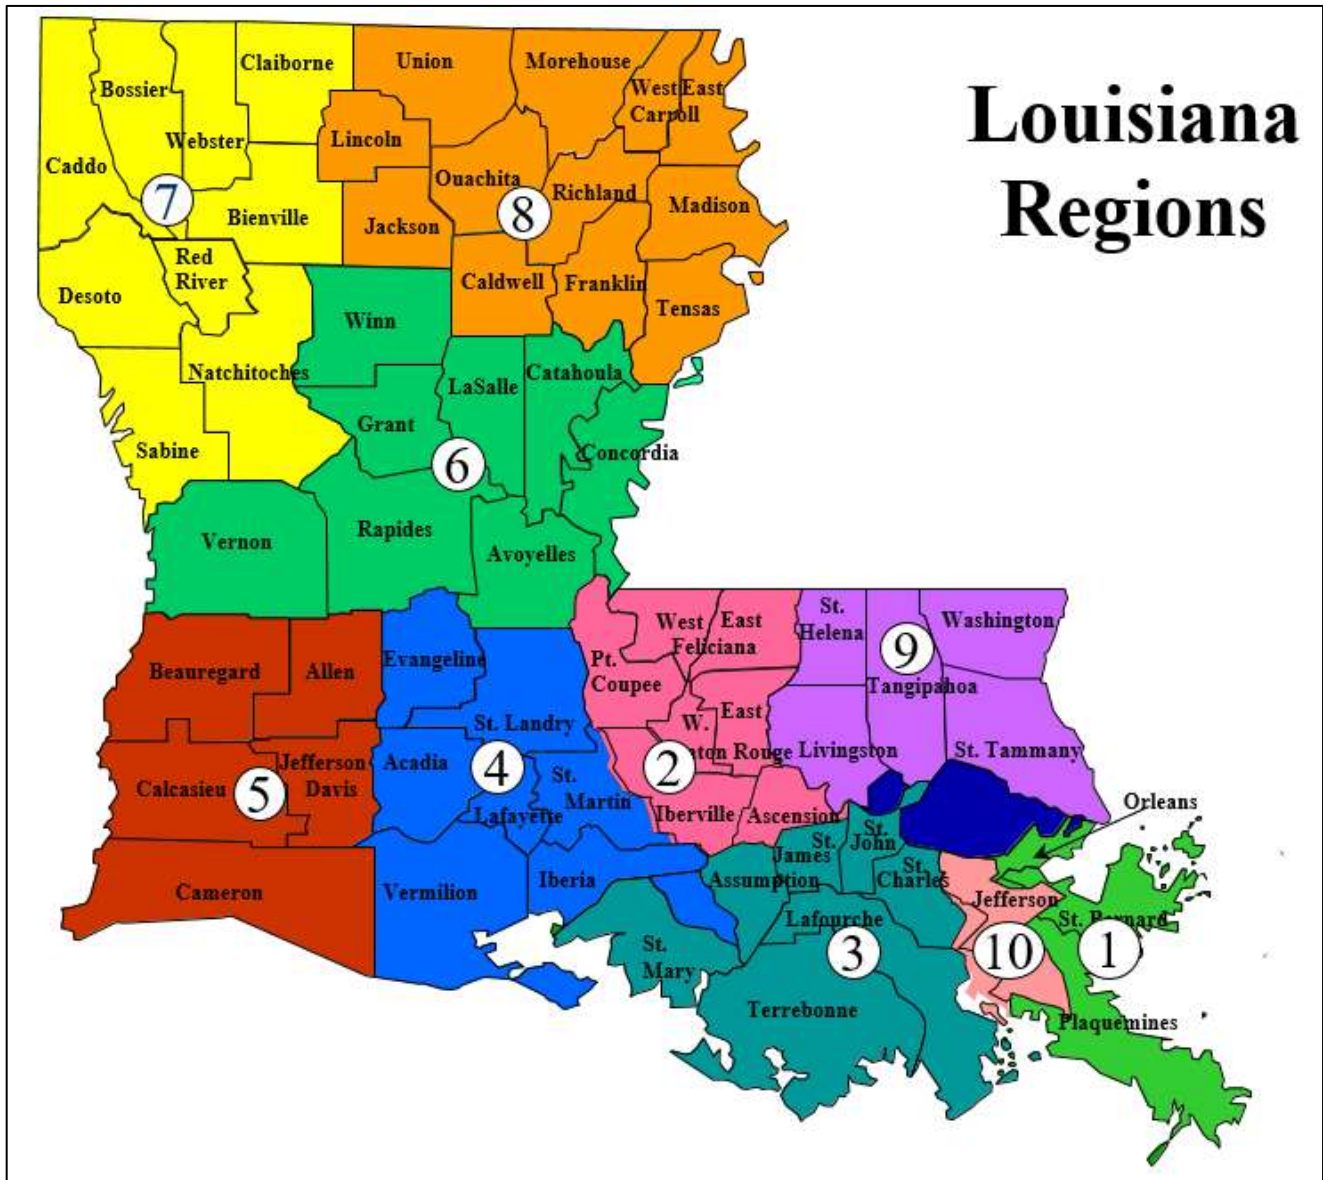 Louisiana
Regions
Claiborne
Union
Morehouse
Bossier
West East
Carroll
Webster
Lincoln
Caddo
Ouachita
Richland
7
8
Madison
Bienville
Jackson
Red
River
Caldwell
Franklin
Desoto
Tensas
Winn
Natchitoches
LaSalle
Catahoula
Grant
Sabine
6
Concordia
Rapides
Vernon
Avoyelles
St.
Helena
West
Feliciana
East
Washington
9
Beauregard
Allen
Evangeline
Pt.
Coupee
Tangipahoa
W.
East
St. Landry
aton Rouge
Livingston
St. Tammany
Acadia
4
2
Jefferson
Davis
Calcasieu
5
St.
Martin
Lafayette
Iberville
Ascension
Orleans
St.
John
St.
James
St.
Charles
Assumption
Cameron
Vermilion
Iberia
Jefferson
Lafourche
St. Bernard
St.
Mary
3
10
1
Terrebonne
Plaquemines